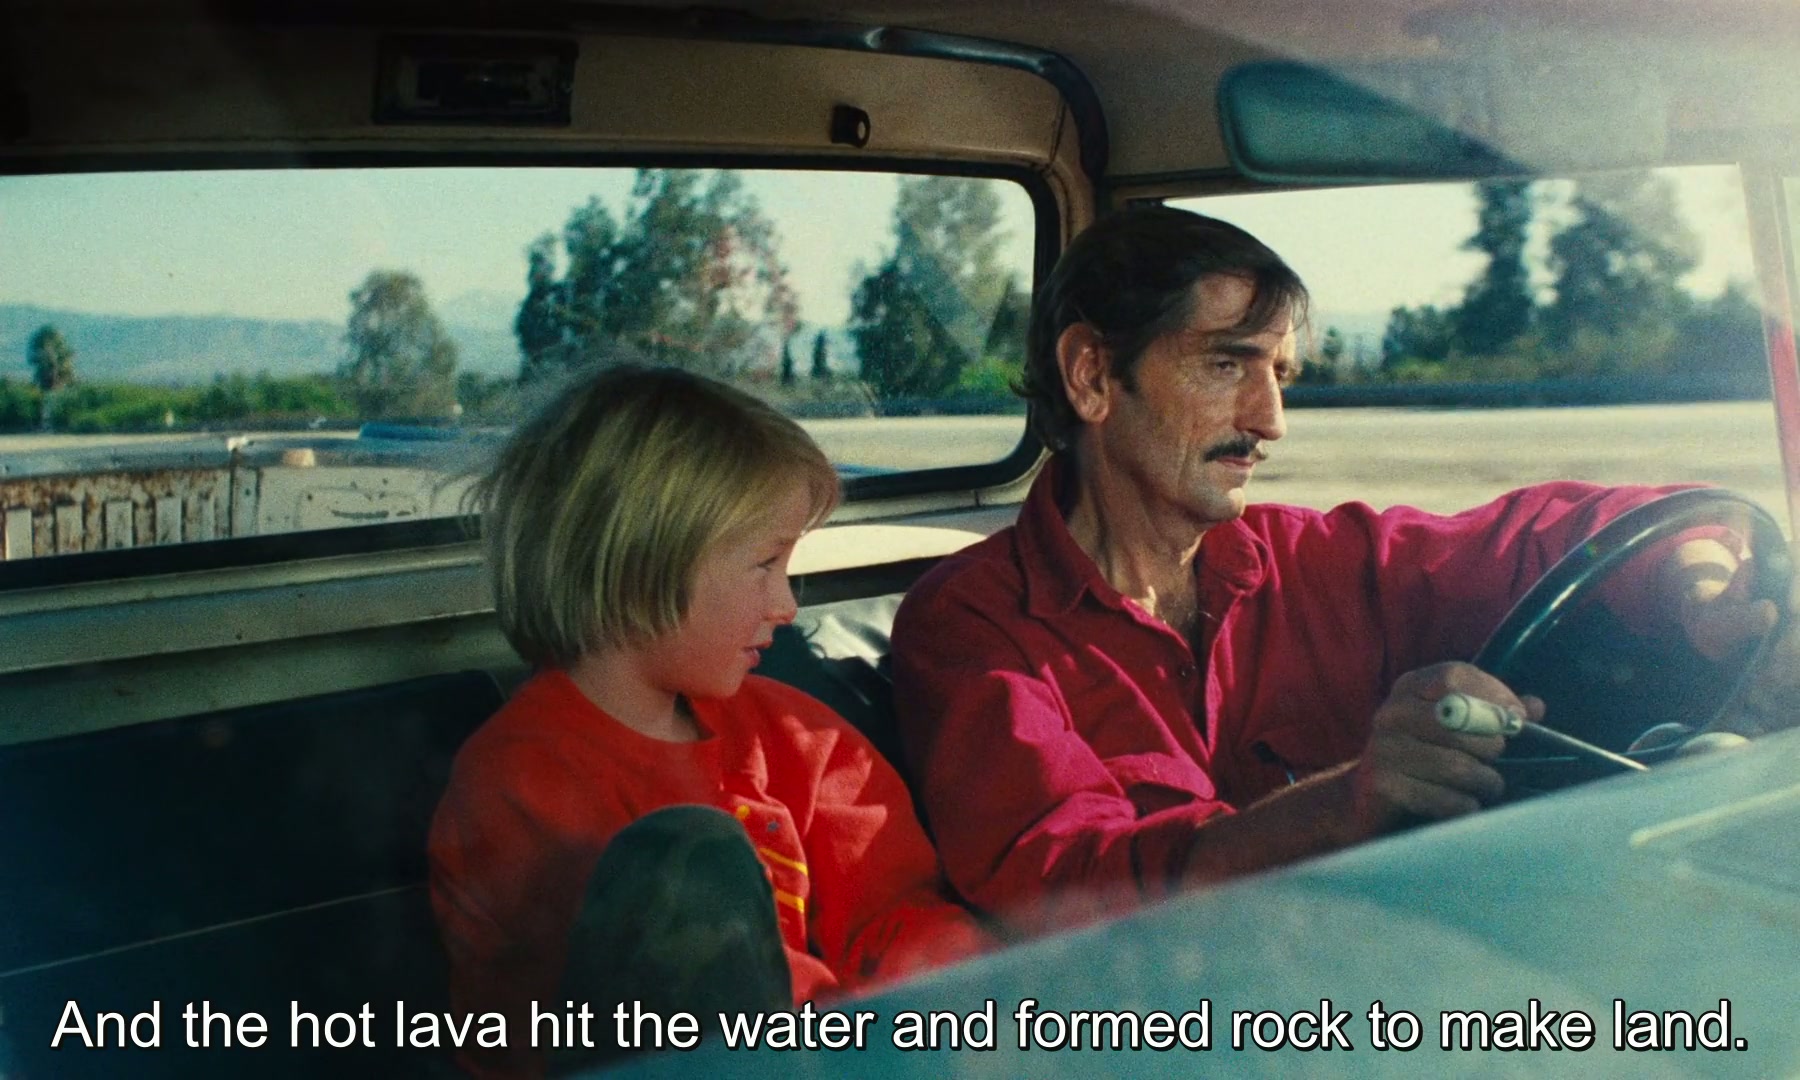 And the hot lava hit the water and formed rock to make land.